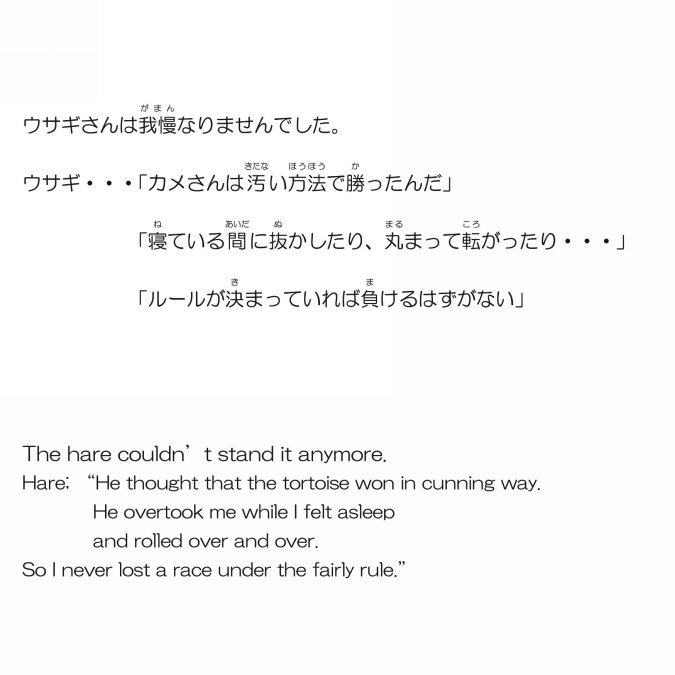 ウサギさんは我慢なりませんでした。
ウサギ・・・「カメさんは汚い方法で勝ったんだ」
「寝ている間に抜かしたり、丸まって転がったり・・・」
「ルールが決まっていれば負けるはずがない」
The hare couldn’t stand it anymore.
Hare; “He thought that the tortoise won in cunning way.
He overtook me while I felt asleep
and rolled over and over.
So I never lost a race under the fairly rule.”